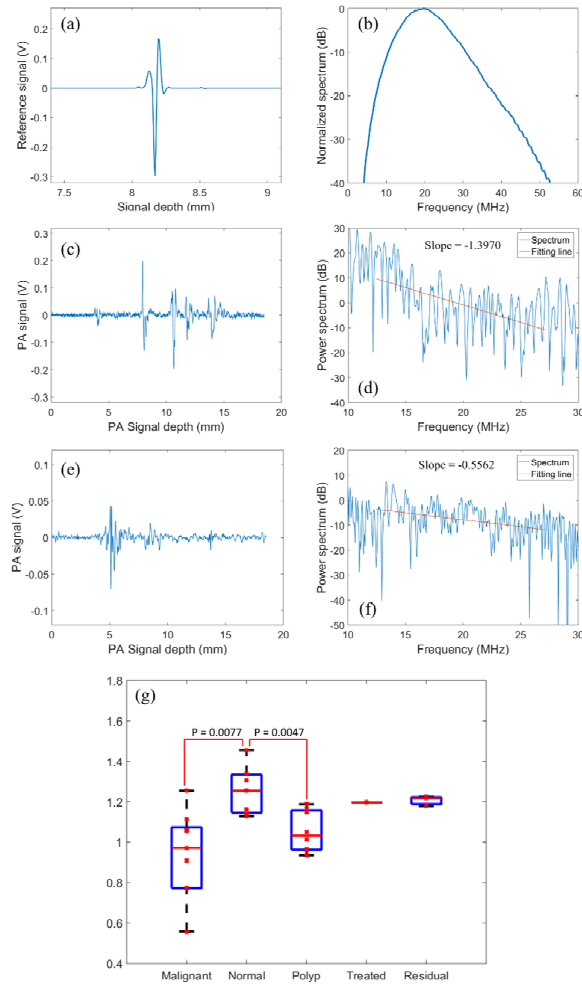 (a)
Reference signal (V)
0.2
0.1
0
-0.1
-0.2
-0.3
7.5 8 8.5 9
Signal depth (mm)
(b)
Normalized spectrum (dB)
0
-10
-20
-30
-40
0 10 20 30 40 50 60
Frequency (MHz)
(c)
PA signal (V)
0.3
0.2
0.1
0
-0.1
-0.2
-0.3
0 5 10 15 20
PA Signal depth (mm)
Slope = -1.3970
Spectrum
Fitting line
(d)
Power spectrum (dB)
30
20
10
0
-10
-20
-30
-40
10 15 20 25 30
Frequency (MHz)
(e)
PA signal (V)
0.1
0.05
0
-0.05
-0.1
0 5 10 15 20
PA Signal depth (mm)
Slope = -0.5562
Spectrum
Fitting line
(f)
Power spectrum (dB)
20
10
0
-10
-20
-30
-40
-50
10 15 20 25 30
Frequency (MHz)
(g)
P = 0.0077 P = 0.0047
1.8
1.6
1.4
1.2
1
0.8
0.6
0.4
Malignant Normal Polyp Treated Residual